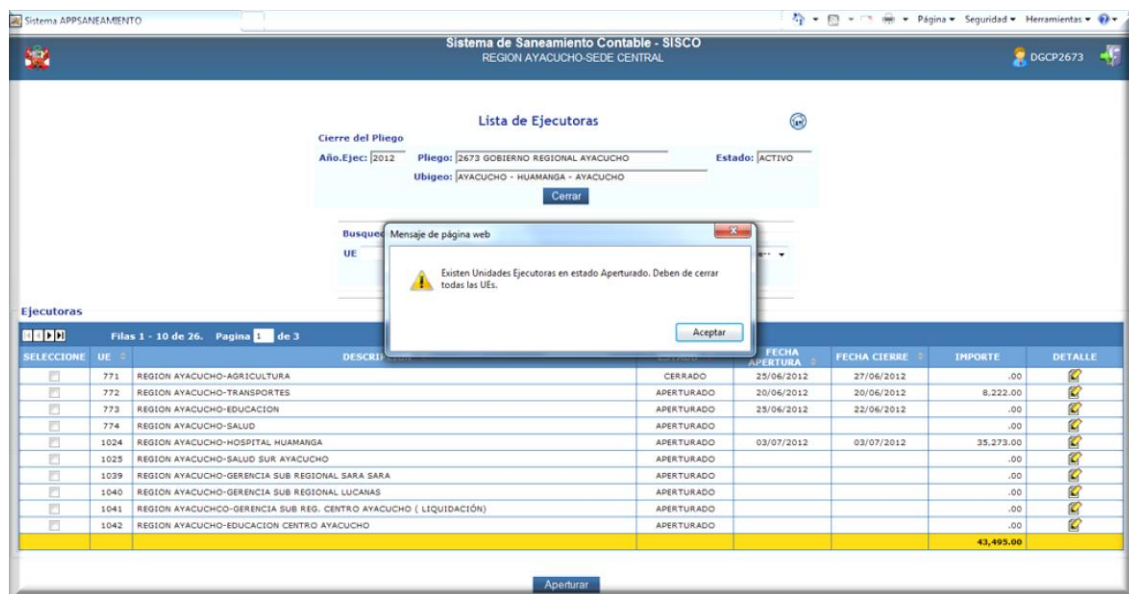 Sistema APPSANEAMIENTO
Página Seguridad Herramientas
Sistema de Saneamiento Contable - SISCO
REGION AYACUCHO-SEDE CENTRAL
DGCP2673
Lista de Ejecutoras
Cierre del Pliego
Año.Ejec: 2012 Pliego: 2673 GOBIERNO REGIONAL AYACUCHO Estado: ACTIVO
Ubigeo: AYACUCHO - HUAMANGA - AYACUCHO
Cerrar
Mensaje de página web
UE
Existen Unidades Ejecutoras en estado Aperturado. Deben de cerrar
todas las UEs.
Aceptar
Ejecutoras
Filas 1 - 10 de 26. Pagina 1 de 3
SELECCIONE UE FECHA APERTURA FECHA CIERRE IMPORTE DETALLE
771 REGION AYACUCHO-AGRICULTURA CERRADO 25/06/2012 27/06/2012 .00
772 REGION AYACUCHO-TRANSPORTES APERTURADO 20/06/2012 20/06/2012 8,222.00
773 REGION AYACUCHO-EDUCACION APERTURADO 25/06/2012 22/06/2012 .00
774 REGION AYACUCHO-SALUD APERTURADO .00
1024 REGION AYACUCHO-HOSPITAL HUAMANGA APERTURADO 03/07/2012 03/07/2012 35,273.00
1025 REGION AYACUCHO-SALUD SUR AYACUCHO APERTURADO .00
1039 REGION AYACUCHO-GERENCIA SUB REGIONAL SARA SARA APERTURADO .00
1040 REGION AYACUCHO-GERENCIA SUB REGIONAL LUCANAS APERTURADO .00
1041 REGION AYACUCHCO-GERENCIA SUB REG. CENTRO AYACUCHO ( LIQUIDACIÓN) APERTURADO .00
1042 REGION AYACUCHO-EDUCACION CENTRO AYACUCHO APERTURADO .00
43,495.00
Aperturar